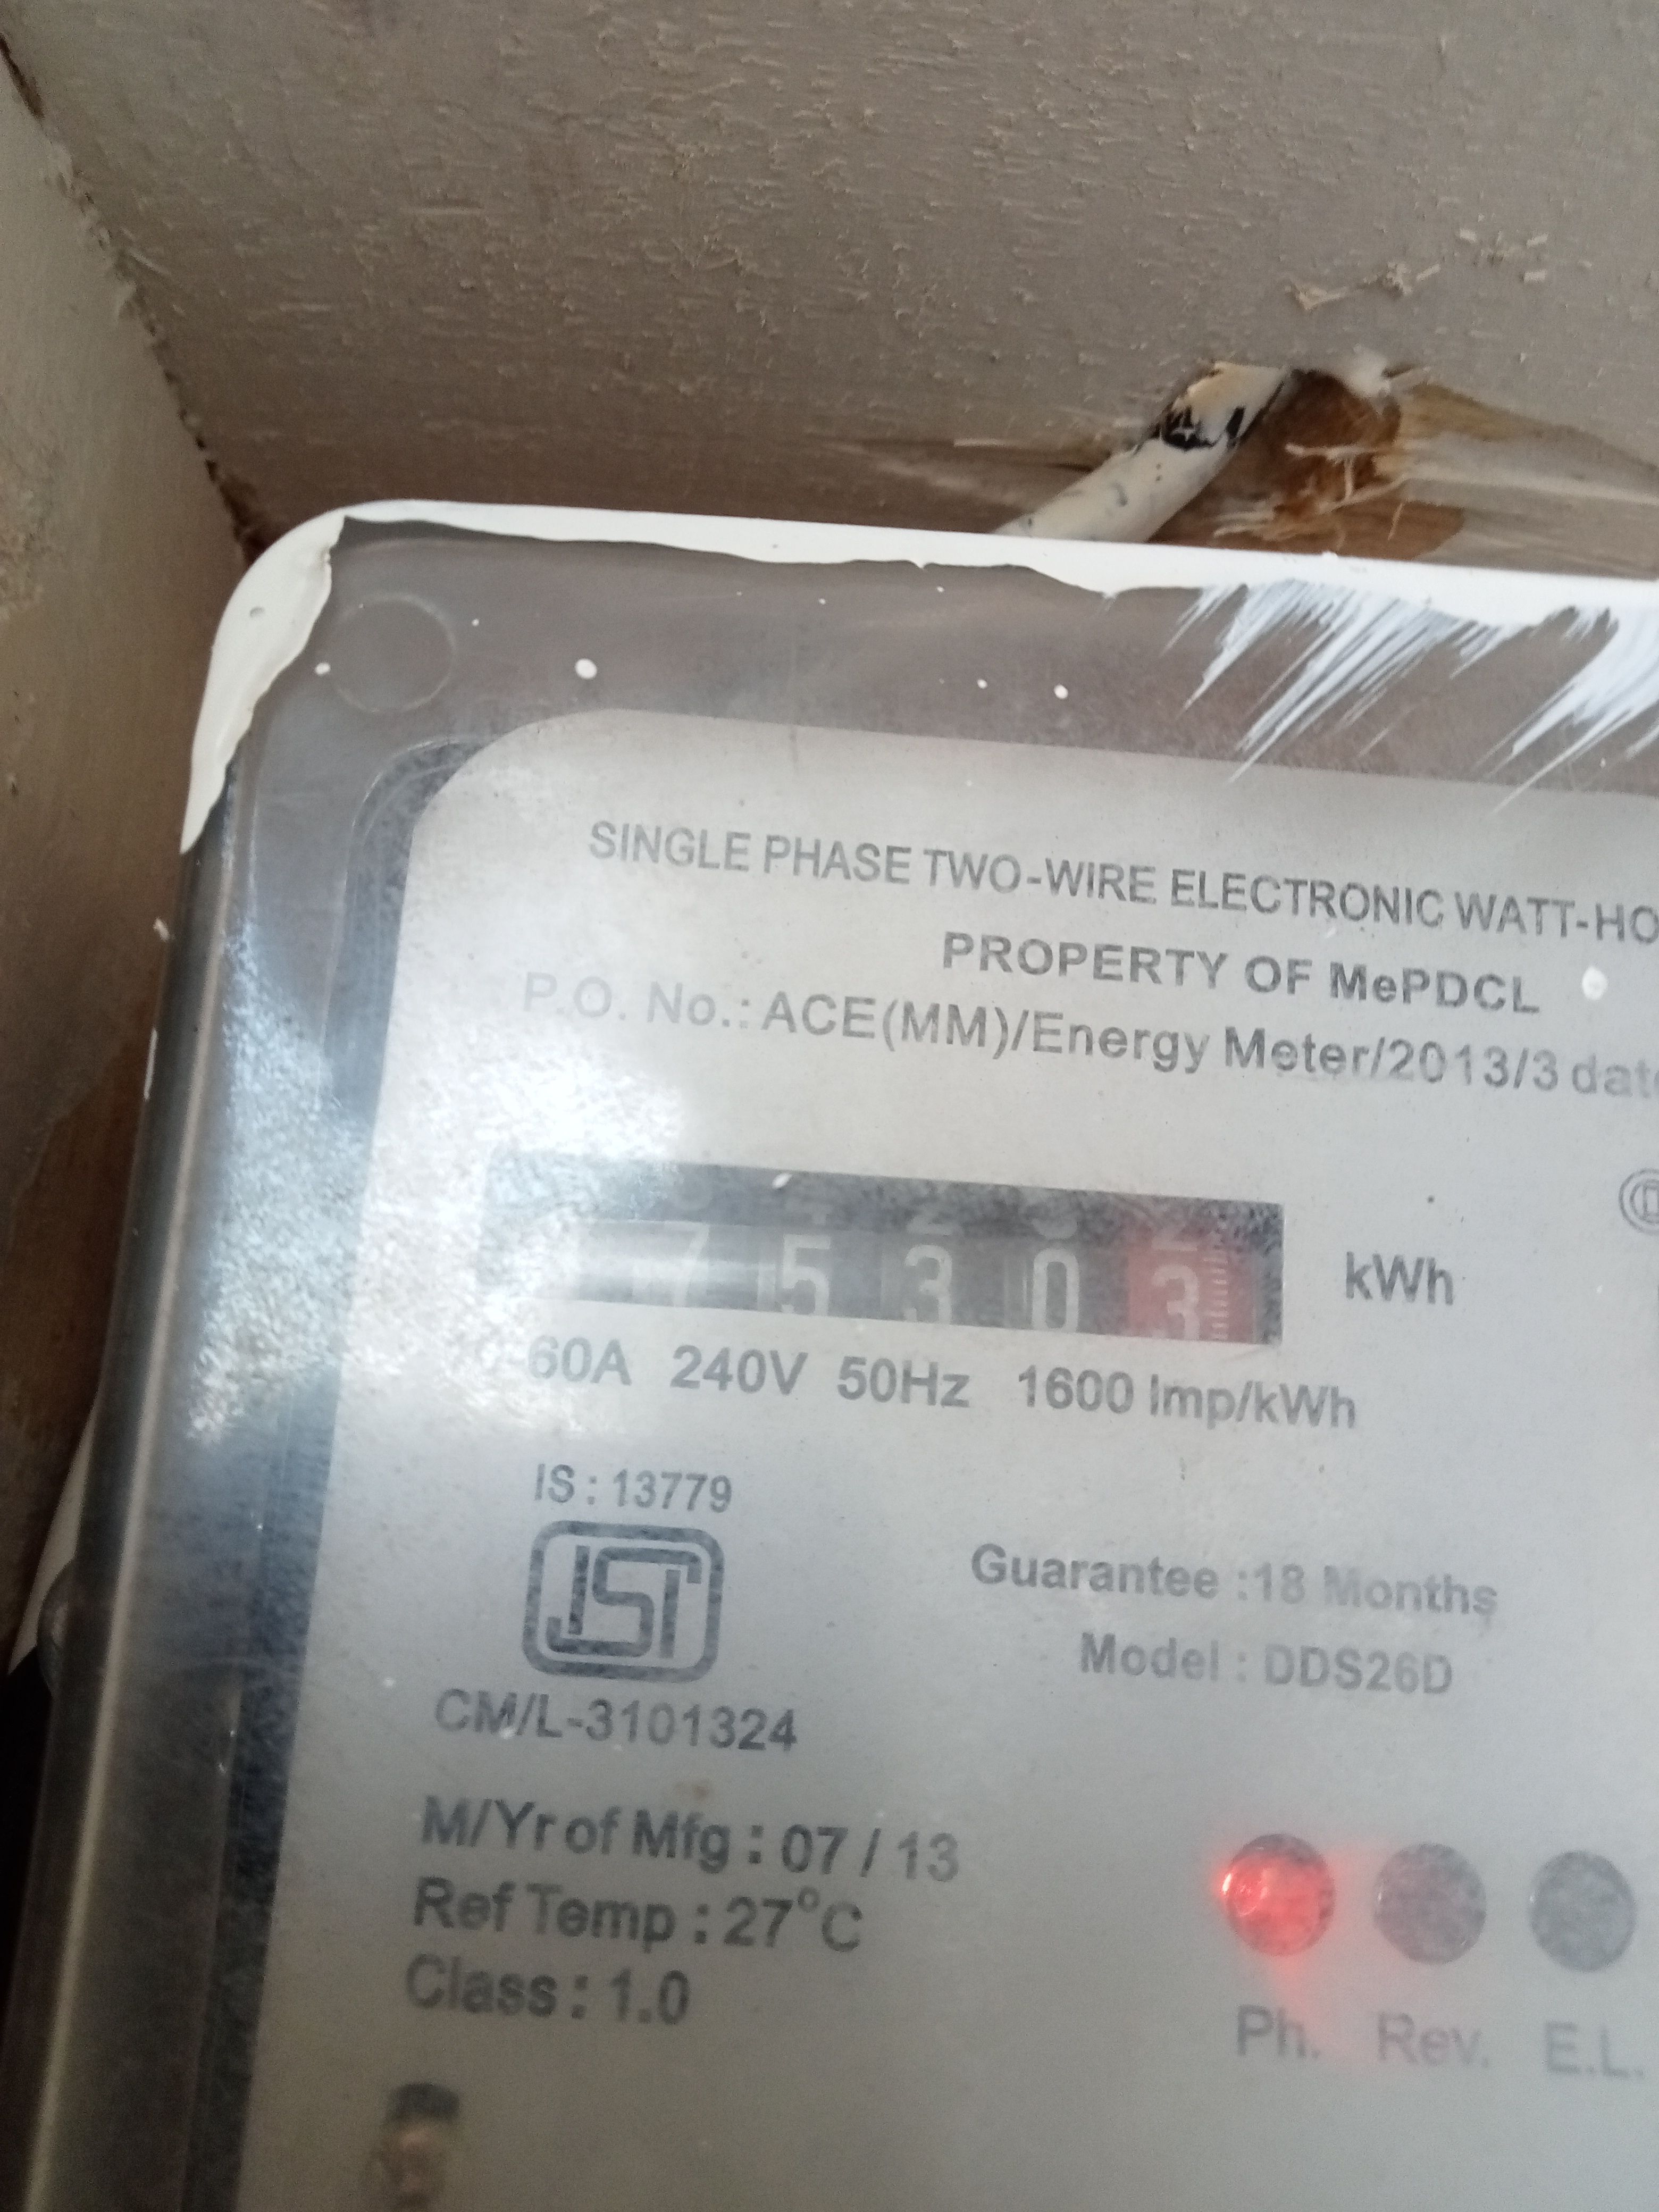 SINGLE PHASE TWO-WIRE ELECTRONIC WATT-HO
PROPERTY OF MePDCL
P.O. No.: ACE(MM)/Energy Meter/2013/3 date
7 5 3 0 3 kWh
60A 240V 50Hz 1600 Imp/kWh
IS : 13779
ISI
Guarantee :18 Months
Model : DDS26D
CM/L-3101324
M/Yr of Mfg : 07 / 13
Ref Temp : 27°C
Class : 1.0
Ph. Rev. E.L.